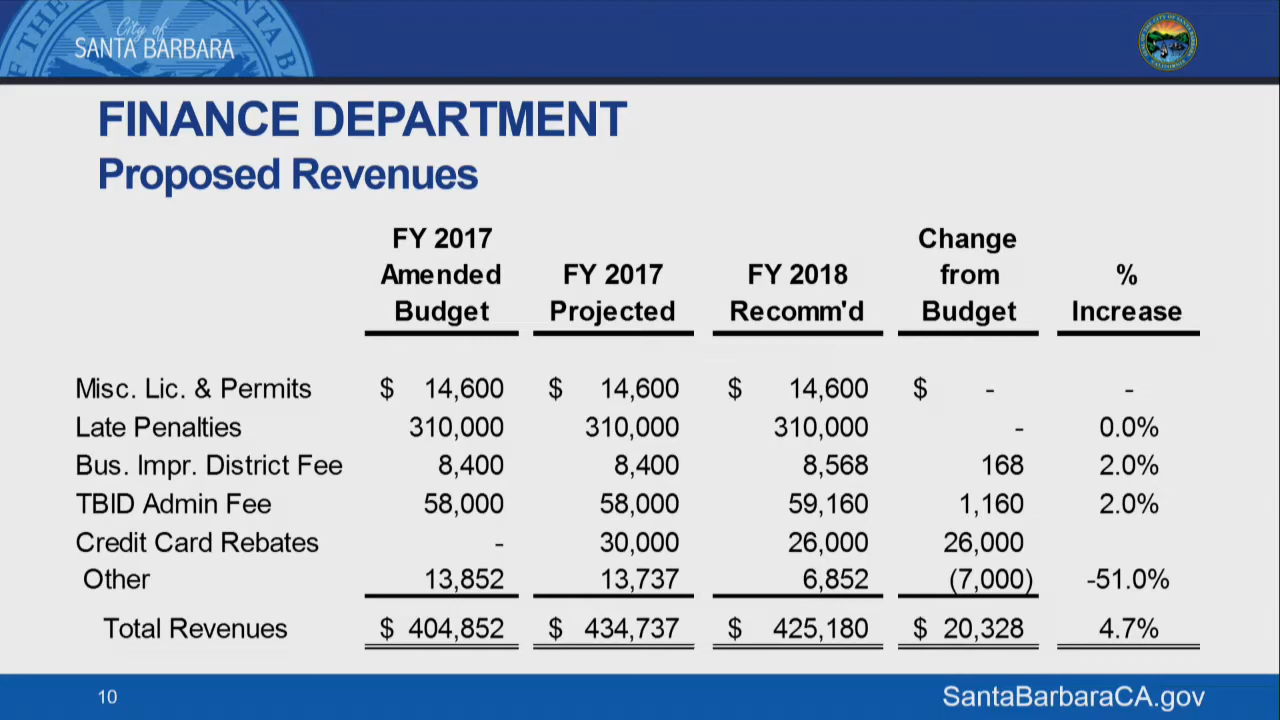 City of
SANTA BARBARA
FINANCE DEPARTMENT
Proposed Revenues
FY 2017 Amended Budget
FY 2017 Projected
FY 2018 Recomm'd
Change from Budget
% Increase
Misc. Lic. & Permits $ 14,600 $ 14,600 $ 14,600 $ - -
Late Penalties 310,000 310,000 310,000 - 0.0%
Bus. Impr. District Fee 8,400 8,400 8,568 168 2.0%
TBID Admin Fee 58,000 58,000 59,160 1,160 2.0%
Credit Card Rebates - 30,000 26,000 26,000
Other 13,852 13,737 6,852 (7,000) -51.0%
Total Revenues $ 404,852 $ 434,737 $ 425,180 $ 20,328 4.7%
10
SantaBarbaraCA.gov